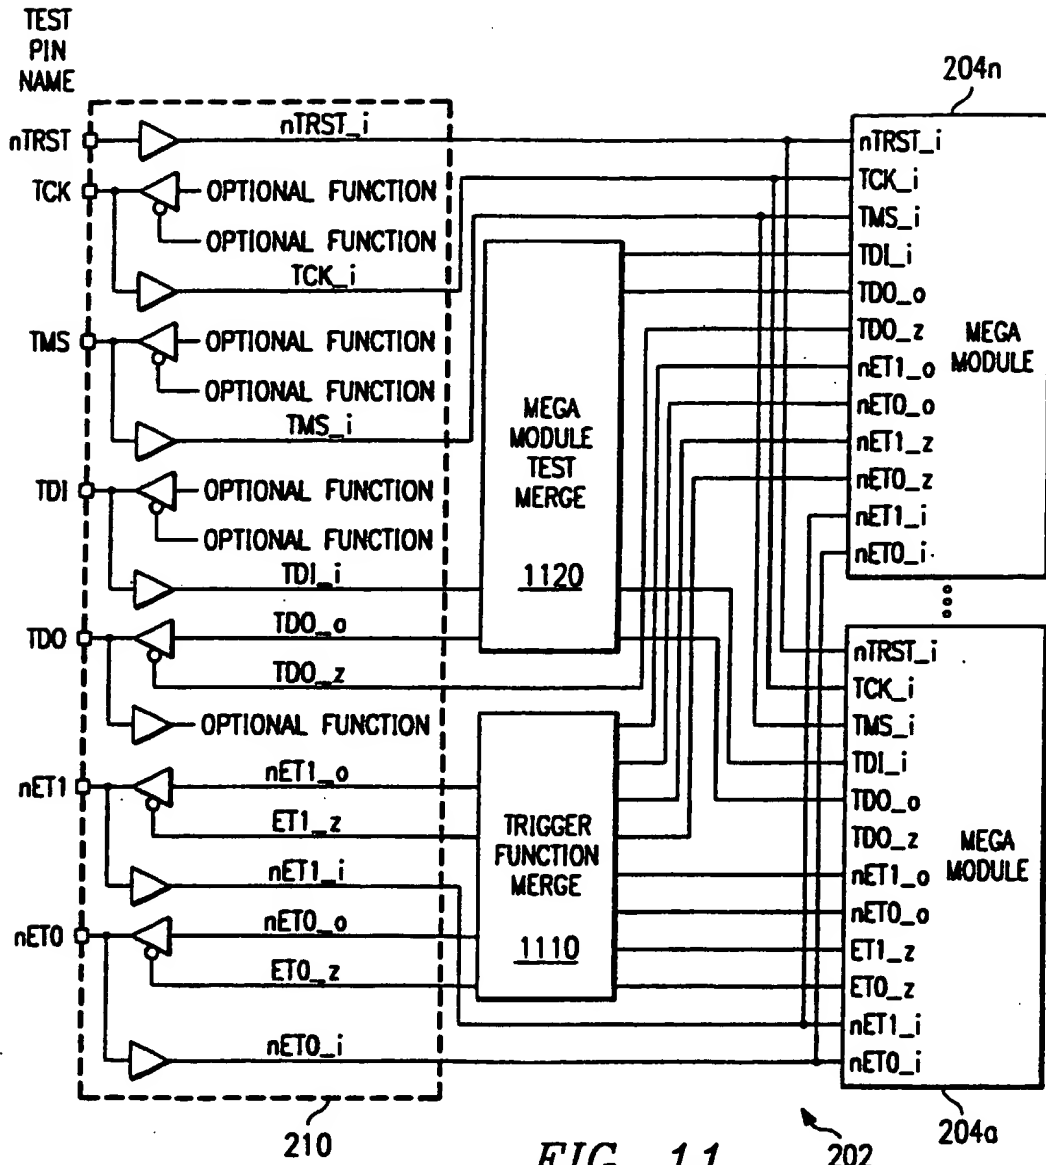 TEST
PIN
NAME
nTRST
nTRST_i
TCK
OPTIONAL FUNCTION
OPTIONAL FUNCTION
TCK_i
TMS
OPTIONAL FUNCTION
OPTIONAL FUNCTION
TMS_i
TDI
OPTIONAL FUNCTION
OPTIONAL FUNCTION
TDI_i
TDO
TDO_o
TDO_z
OPTIONAL FUNCTION
nET1
nET1_o
ET1_z
nET1_i
nET0
nET0_o
ET0_z
nET0_i
210
MEGA
MODULE
TEST
MERGE
1120
TRIGGER
FUNCTION
MERGE
1110
204n
nTRST_i
TCK_i
TMS_i
TDI_i
TDO_o
TDO_z
nET1_o
nET0_o
nET1_z
nET0_z
nET1_i
nET0_i
MEGA
MODULE
nTRST_i
TCK_i
TMS_i
TDI_i
TDO_o
TDO_z
nET1_o
nET0_o
ET1_z
ET0_z
nET1_i
nET0_i
MEGA
MODULE
204a
202
FIG. 11